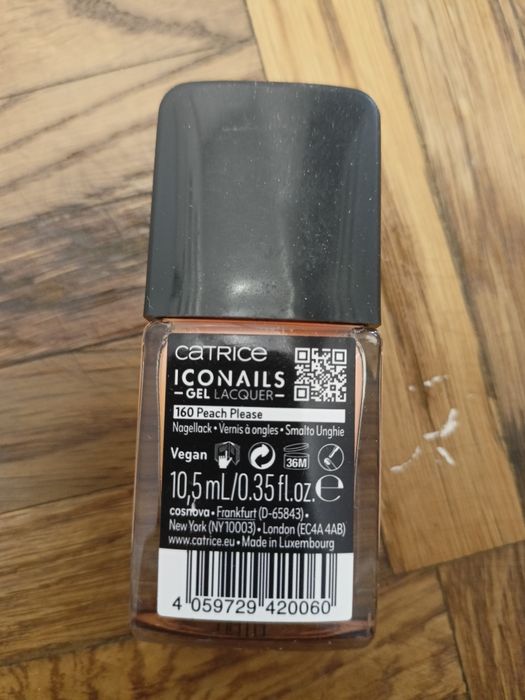 CATRICE
ICONAILS
GEL LACQUER
160 Peach Please
Nagellack • Vernis à ongles • Smalto Unghie
Vegan
36M
10,5 mL/0.35 fl.oz. ℮
cosnova • Frankfurt (D-65843) •
New York (NY 10003) • London (EC4A 4AB)
www.catrice.eu • Made in Luxembourg
4 059729 420060